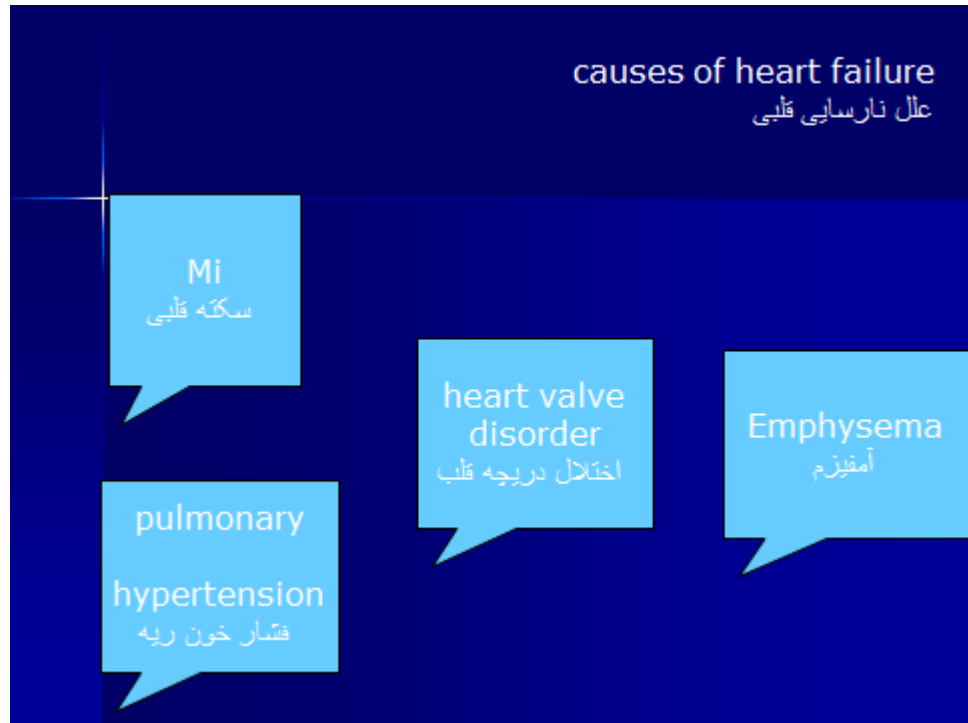 causes of heart failure
علل نارسایی قلبی
Mi
سکته قلبی
heart valve
disorder
اختلال دریچه قلب
Emphysema
آمفیزم
pulmonary
hypertension
فشار خون ریه